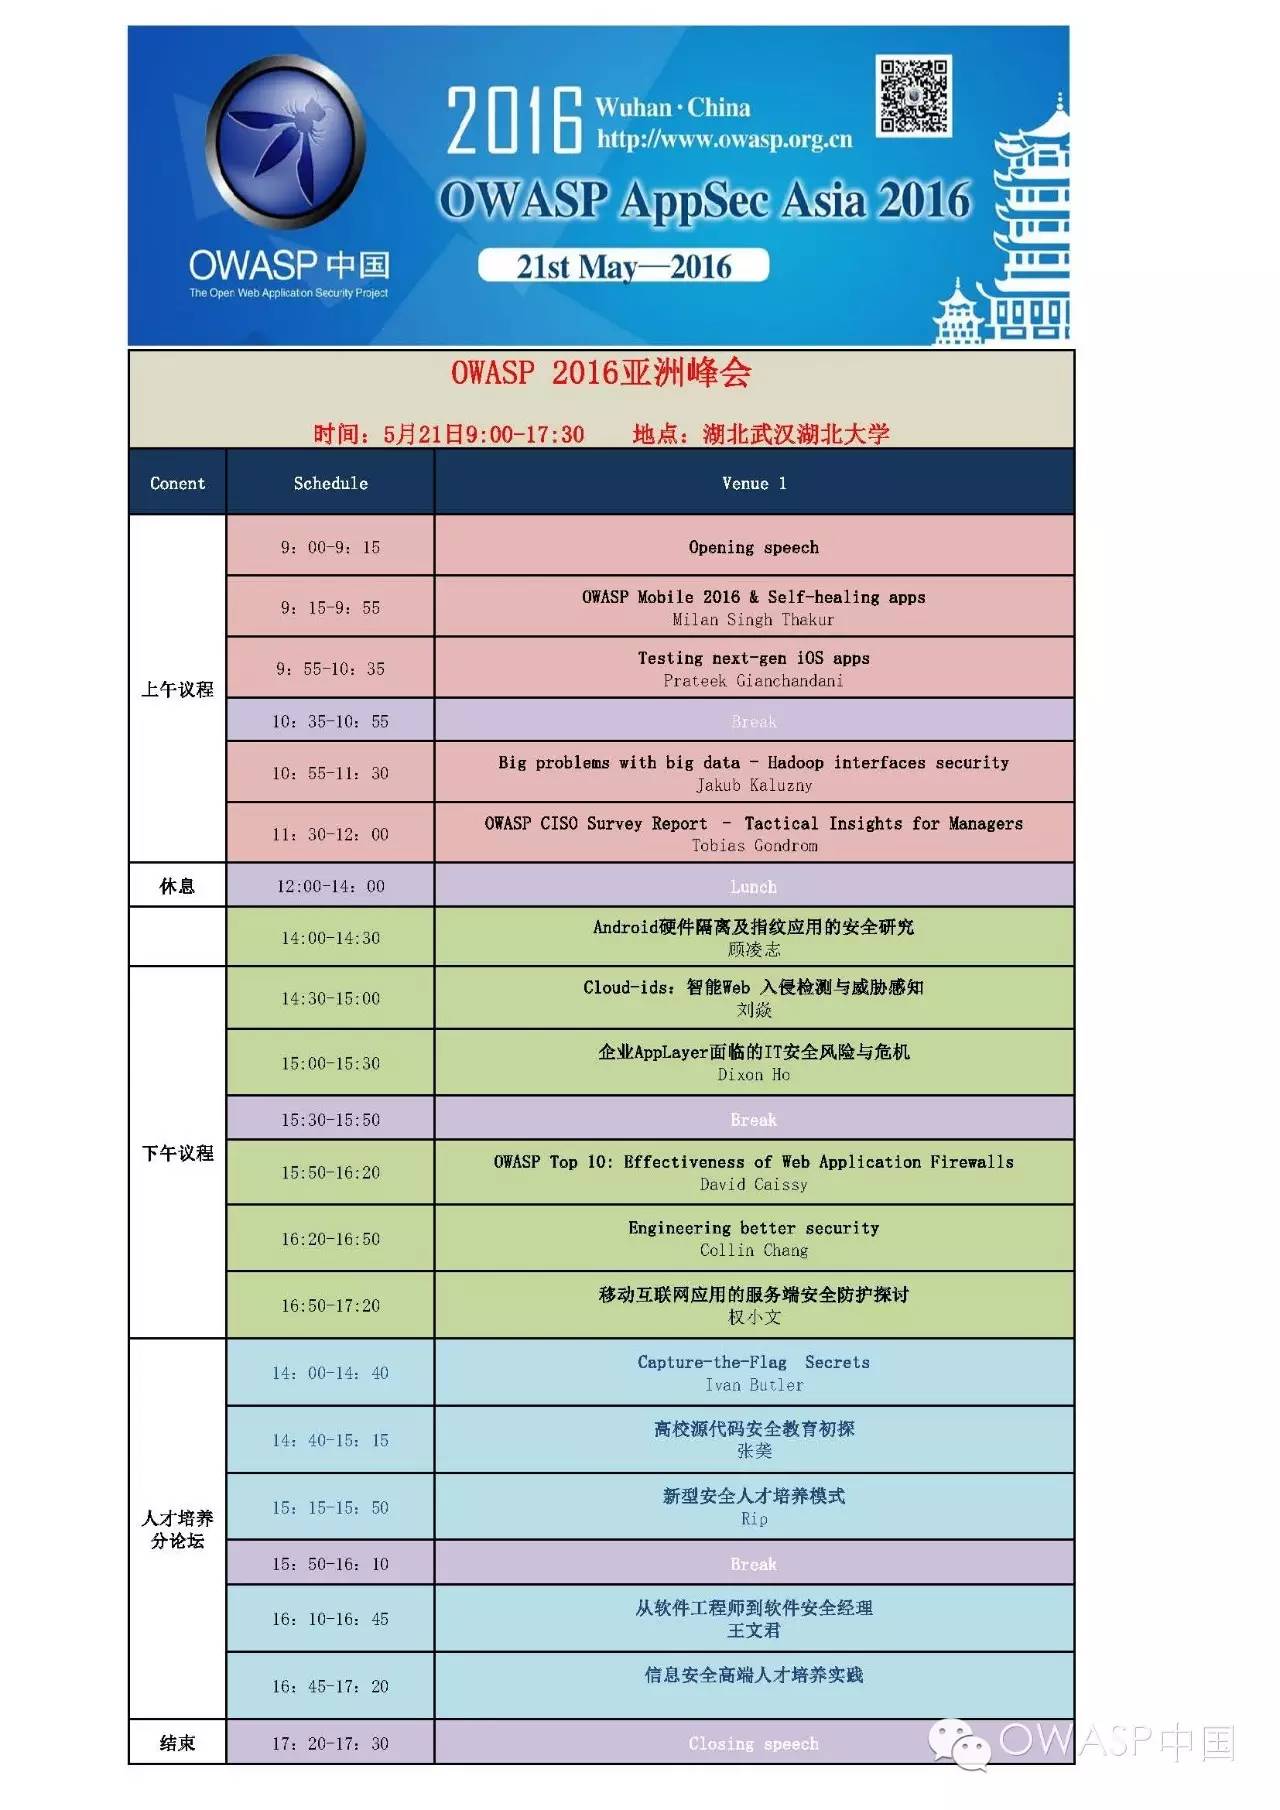 2016 Wuhan·China
http://www.owasp.org.cn
OWASP AppSec Asia 2016
21st May—2016
OWASP 中国
The Open Web Application Security Project
OWASP 2016亚洲峰会
时间：5月21日9:00-17:30 地点：湖北武汉湖北大学
Conent Schedule Venue 1
上午议程
9：00-9：15 Opening speech
9：15-9：55 OWASP Mobile 2016 & Self-healing apps
Milan Singh Thakur
9：55-10：35 Testing next-gen iOS apps
Prateek Gianchandani
10：35-10：55 Break
10：55-11：30 Big problems with big data - Hadoop interfaces security
Jakub Kaluzny
11：30-12：00 OWASP CISO Survey Report – Tactical Insights for Managers
Tobias Gondrom
休息 12:00-14：00 Lunch
14:00-14:30 Android硬件隔离及指纹应用的安全研究
顾凌志
下午议程
14:30-15:00 Cloud-ids：智能Web 入侵检测与威胁感知
刘焱
15:00-15:30 企业AppLayer面临的IT安全风险与危机
Dixon Ho
15:30-15:50 Break
15:50-16:20 OWASP Top 10: Effectiveness of Web Application Firewalls
David Caissy
16:20-16:50 Engineering better security
Collin Chang
16:50-17:20 移动互联网应用的服务端安全防护探讨
权小文
人才培养
分论坛
14：00-14：40 Capture-the-Flag Secrets
Ivan Butler
14：40-15：15 高校源代码安全教育初探
张䶮
15：15-15：50 新型安全人才培养模式
Rip
15：50-16：10 Break
16：10-16：45 从软件工程师到软件安全经理
王文君
16：45-17：20 信息安全高端人才培养实践
结束 17：20-17：30 Closing speech
OWASP中国